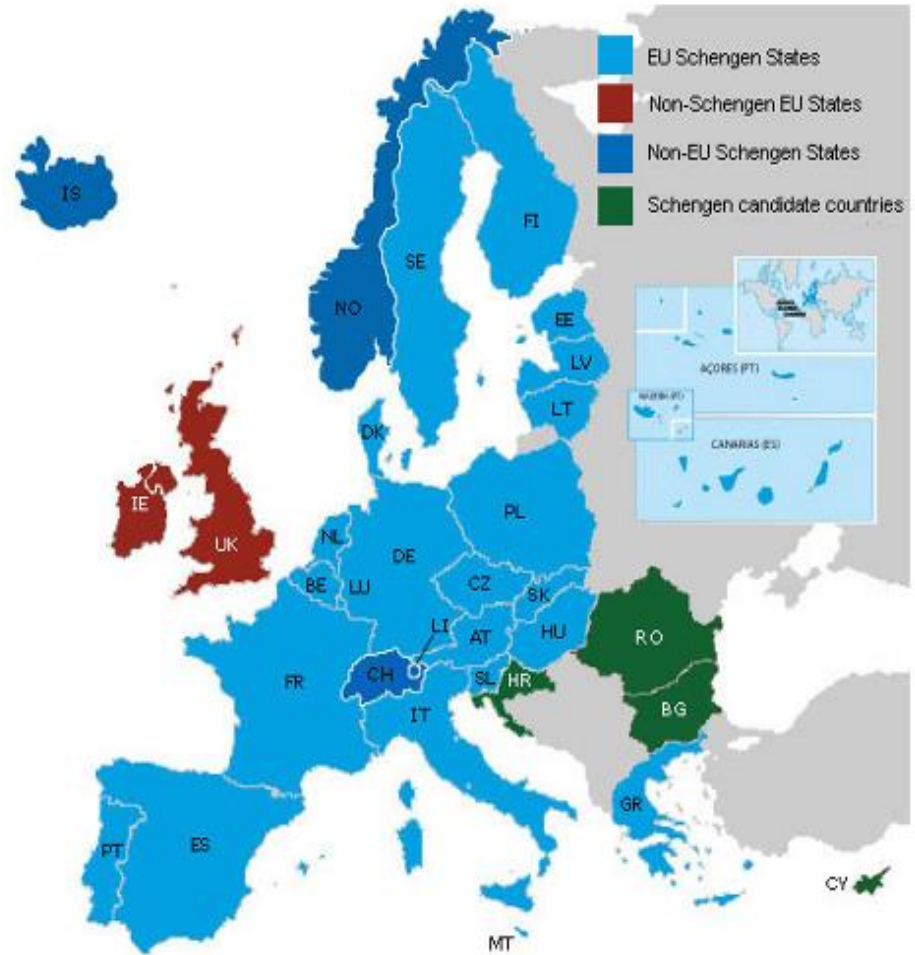 EU Schengen States
Non-Schengen EU States
Non-EU Schengen States
Schengen candidate countries
IS
FI
SE
NO
EE
LV
AÇORES (PT)
LT
DK
CANARIAS (ES)
IE
UK
NL
PL
DE
BE
LU
CZ
SK
LI
AT
HU
RO
FR
CH
SL
HR
IT
BG
GR
PT
ES
CY
MT